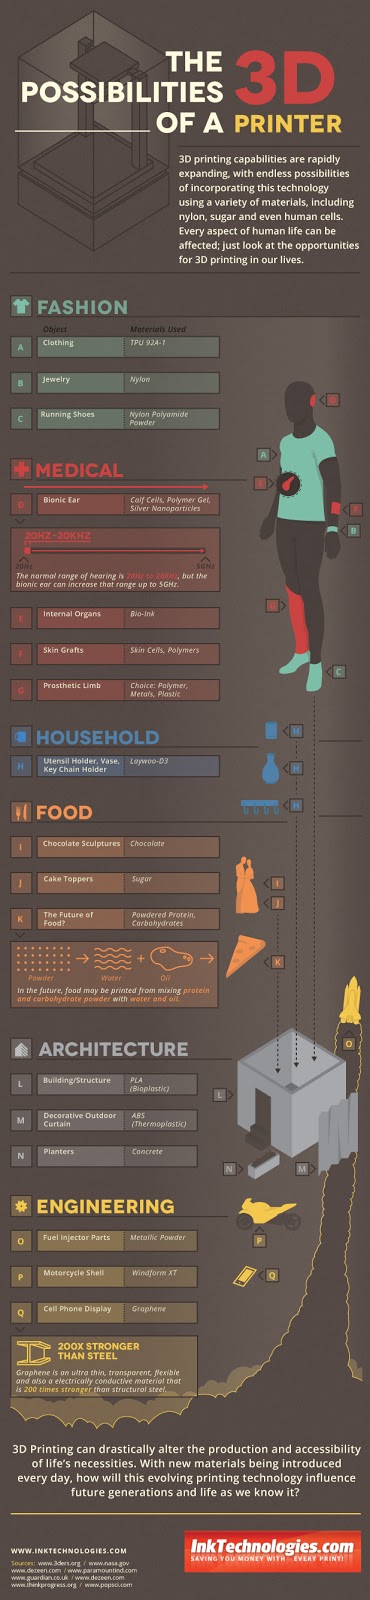 THE
POSSIBILITIES
OF A
3D
PRINTER
3D printing capabilities are rapidly
expanding, with endless possibilities
of incorporating this technology
using a variety of materials, including
nylon, sugar and even human cells.
Every aspect of human life can be
affected; just look at the opportunities
for 3D printing in our lives.
FASHION
Object Materials Used
A Clothing TPU 92A-1
B Jewelry Nylon
C Running Shoes Nylon Polyamide
Powder
D
A
E
F
B
G
C
MEDICAL
D Bionic Ear Calf Cells, Polymer Gel,
Silver Nanoparticles
20HZ-20KHZ
20Hz 5GHz
The normal range of hearing is 20Hz to 20KHz, but the
bionic ear can increase that range up to 5GHz.
E Internal Organs Bio-Ink
F Skin Grafts Skin Cells, Polymers
G Prosthetic Limb Choice: Polymer,
Metals, Plastic
HOUSEHOLD
H Utensil Holder, Vase,
Key Chain Holder
Laywoo-D3
H
H
H
FOOD
I Chocolate Sculptures Chocolate
J Cake Toppers Sugar
K The Future of
Food?
Powdered Protein,
Carbohydrates
I
J
K
Powder Water Oil
In the future, food may be printed from mixing protein
and carbohydrate powder with water and oil.
ARCHITECTURE
L Building/Structure PLA
(Bioplastic)
M Decorative Outdoor
Curtain
ABS
(Thermoplastic)
N Planters Concrete
O
L
N
M
ENGINEERING
O Fuel Injector Parts Metallic Powder
P Motorcycle Shell Windform XT
Q Cell Phone Display Graphene
P
Q
200X STRONGER
THAN STEEL
Graphene is an ultra thin, transparent, flexible
and also a electrically conductive material that
is 200 times stronger than structural steel.
3D Printing can drastically alter the production and accessibility
of life's necessities. With new materials being introduced
every day, how will this evolving printing technology influence
future generations and life as we know it?
WWW.INKTECHNOLOGIES.COM
Sources: www.3ders.org / www.nasa.gov
www.dezeen.com / www.paramountind.com
www.guardian.co.uk / www.dezeen.com
www.thinkprogress.org / www.popsci.com
InkTechnologies.com
SAVING YOU MONEY WITH EVERY PRINT!